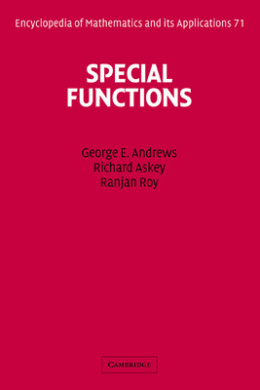 Encyclopedia of Mathematics and its Applications 71
SPECIAL
FUNCTIONS
George E. Andrews
Richard Askey
Ranjan Roy
CAMBRIDGE